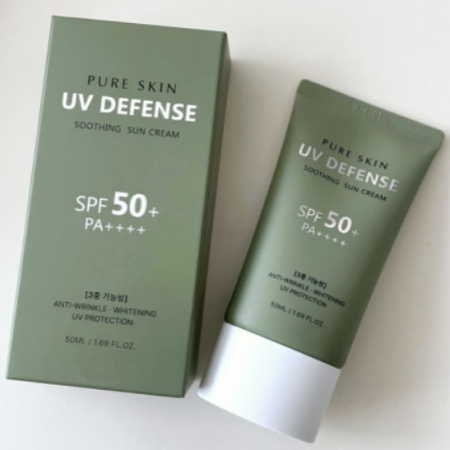 PURE SKIN
UV DEFENSE
SOOTHING SUN CREAM
SPF 50+
PA++++
[3중 기능성]
ANTI-WRINKLE · WHITENING
UV PROTECTION
50ML / 1.69 FL.OZ.
PURE SKIN
UV DEFENSE
SOOTHING SUN CREAM
SPF 50+
PA++++
[3중 기능성]
ANTI-WRINKLE · WHITENING
UV PROTECTION
50ML / 1.69 FL.OZ.